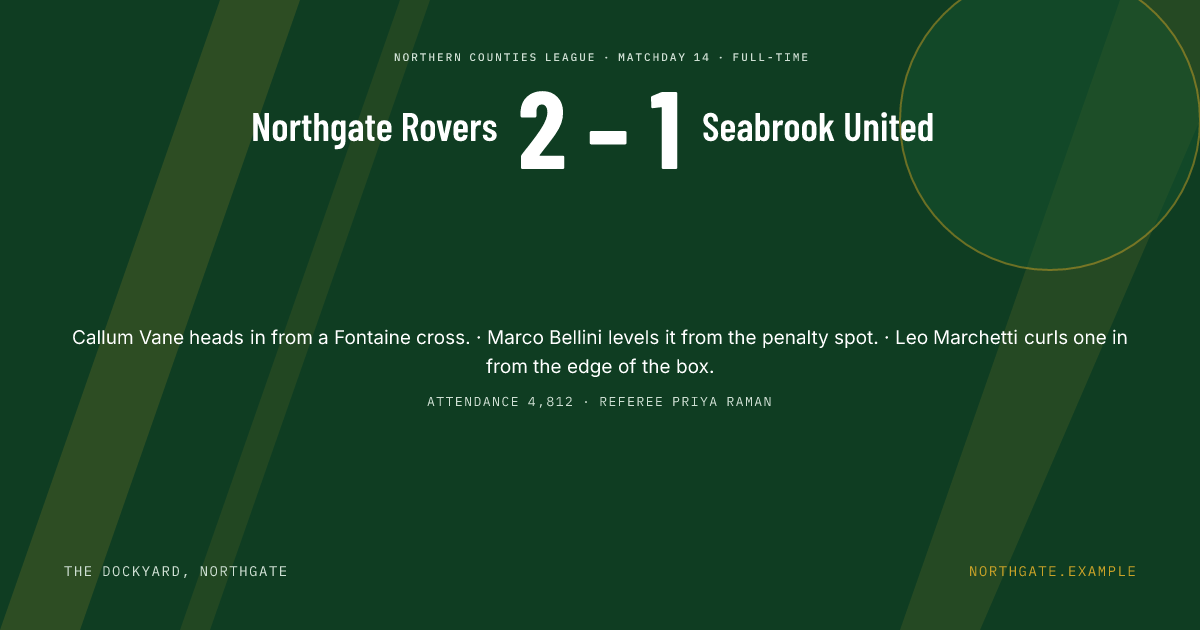 NORTHERN COUNTIES LEAGUE · MATCHDAY 14 · FULL-TIME
Northgate Rovers 2 – 1 Seabrook United
Callum Vane heads in from a Fontaine cross. · Marco Bellini levels it from the penalty spot. · Leo Marchetti curls one in
from the edge of the box.
ATTENDANCE 4,812 · REFEREE PRIYA RAMAN
THE DOCKYARD, NORTHGATE
NORTHGATE.EXAMPLE